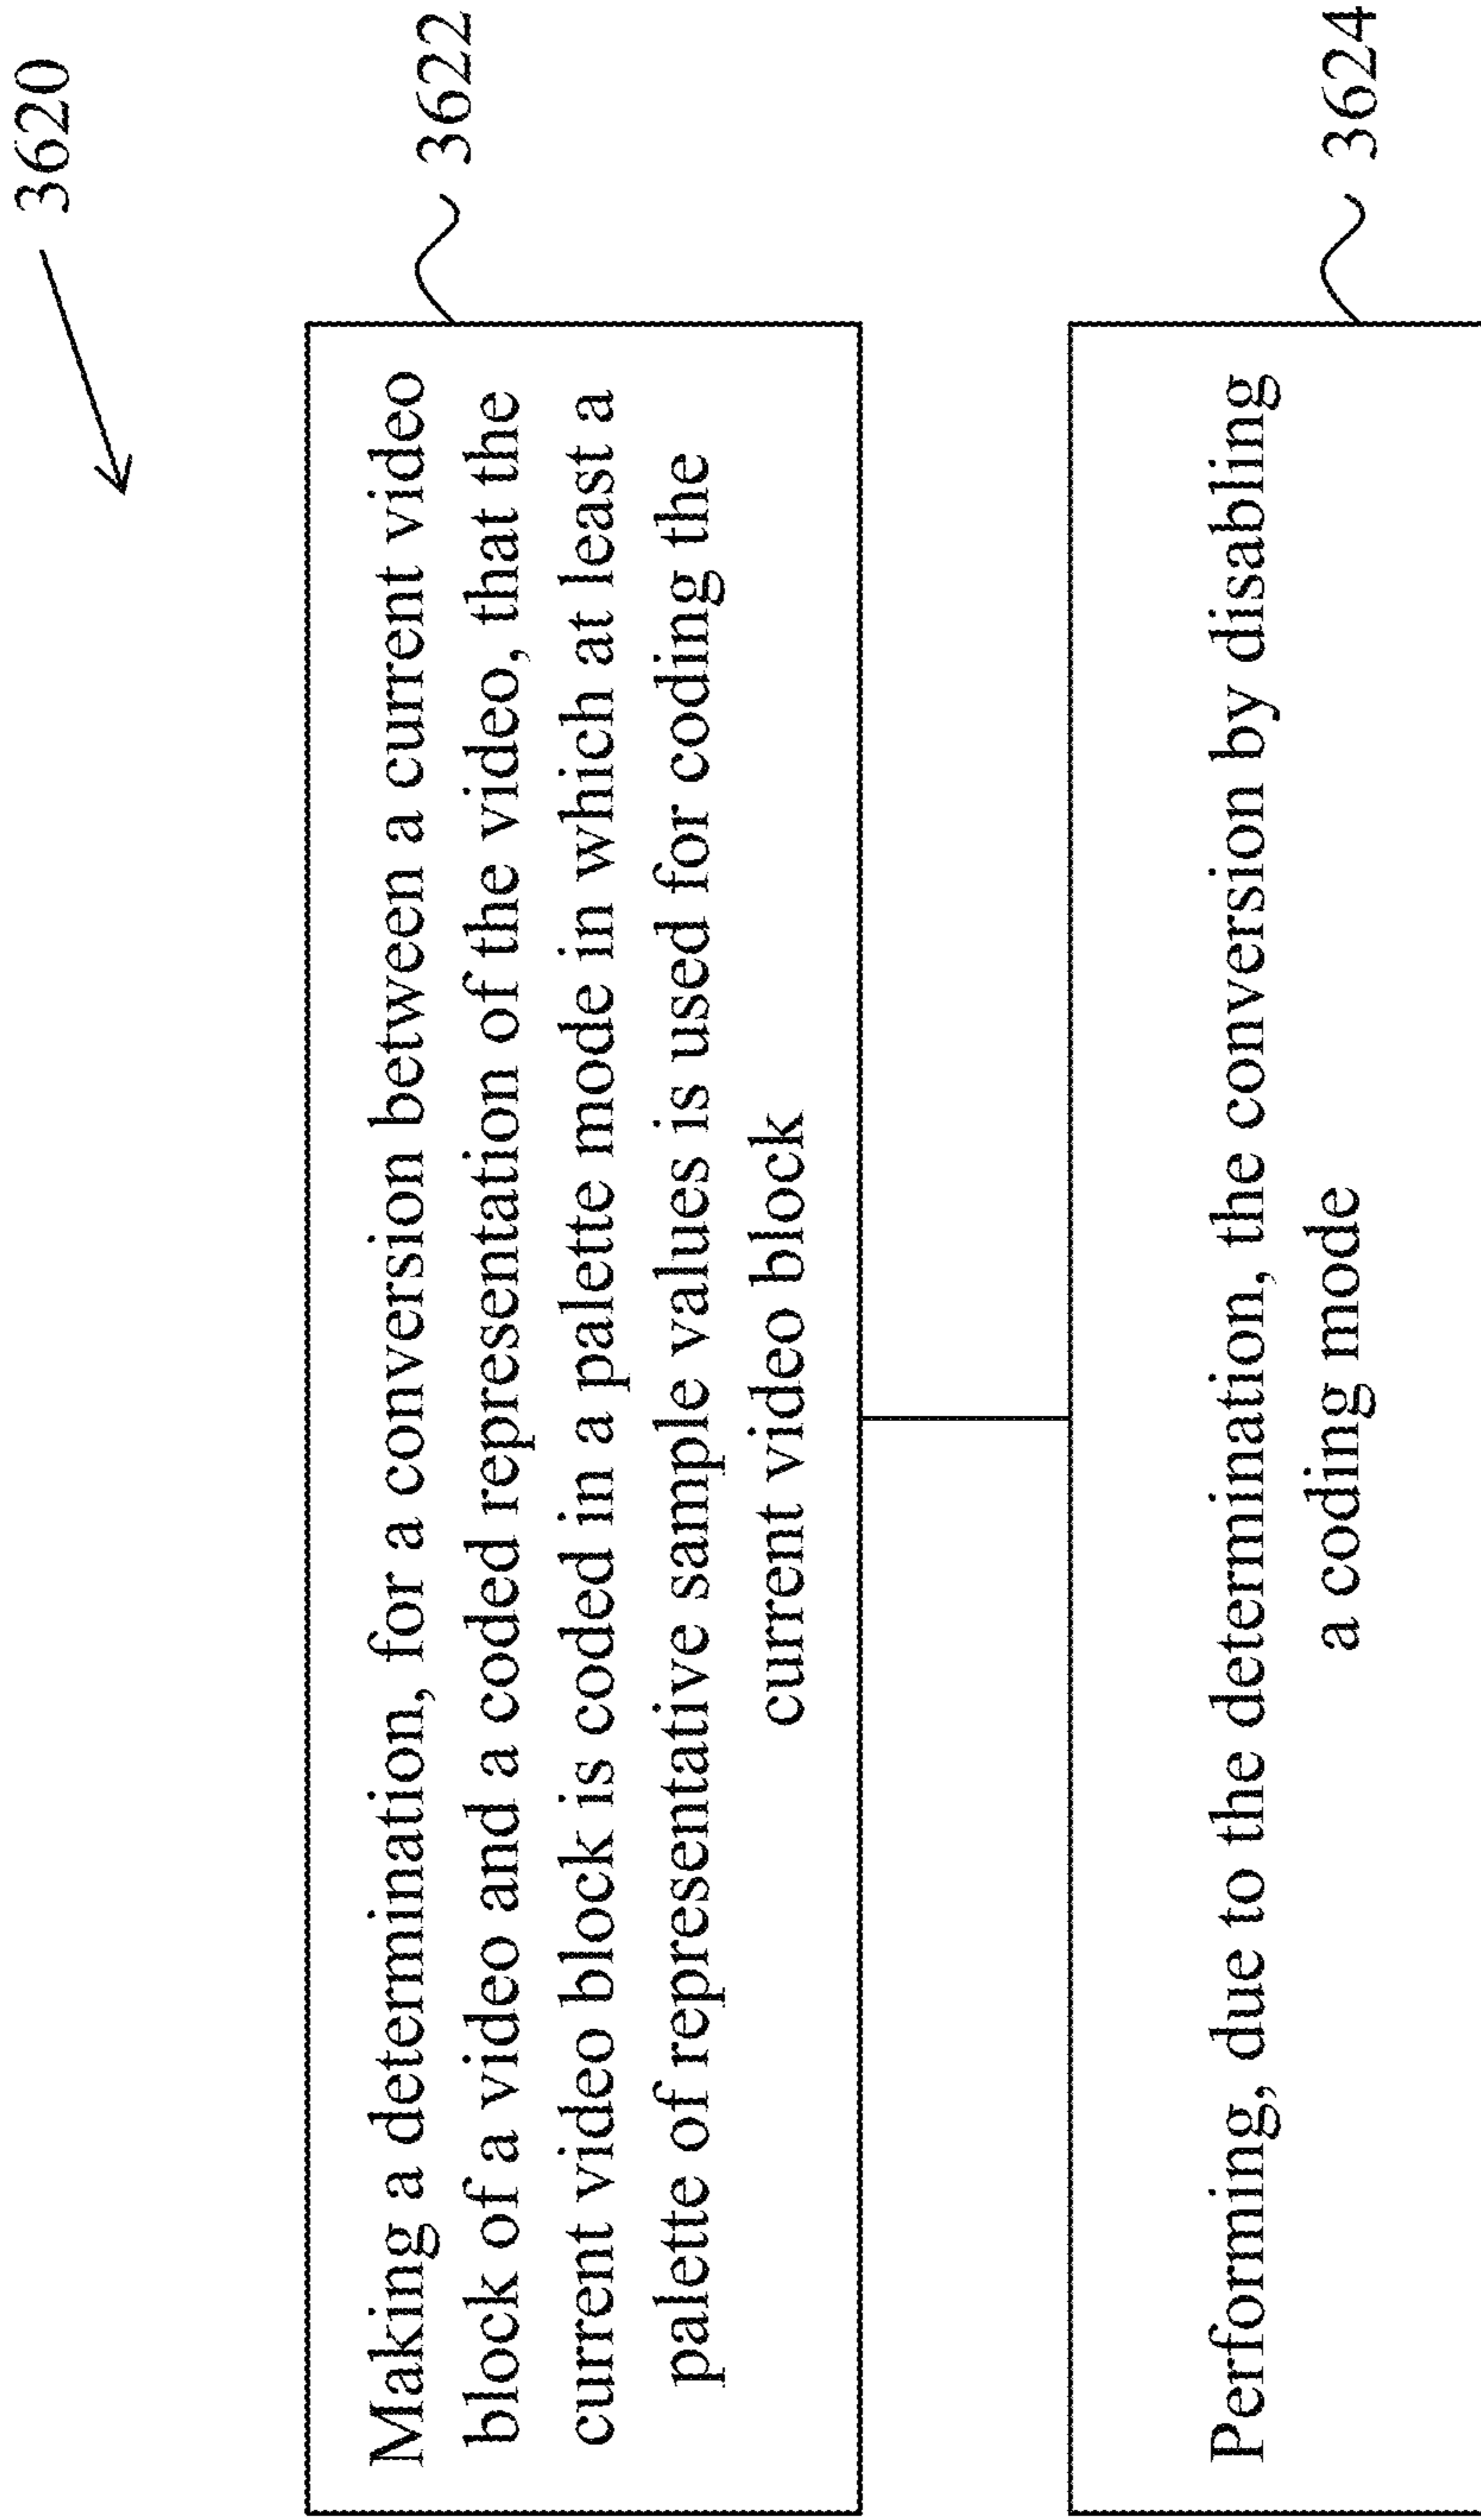 3620
Making a determination, for a conversion between a current video
block of a video and a coded representation of the video, that the
current video block is coded in a palette mode in which at least a
palette of representative sample values is used for coding the
current video block
3622
Performing, due to the determination, the conversion by disabling
a coding mode
3624